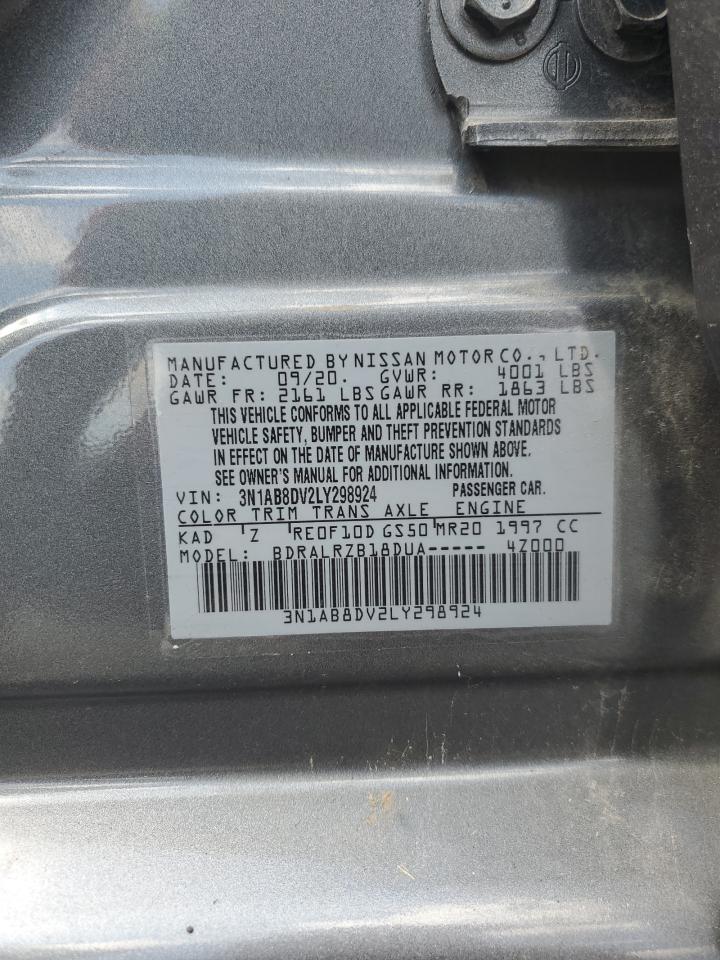 8
MANUFACTURED BY NISSAN MOTOR CO., LTD.
DATE: 09/20. GVWR: 4001 LBS
GAWR FR: 2161 LBS GAWR RR: 1863 LBS
THIS VEHICLE CONFORMS TO ALL APPLICABLE FEDERAL MOTOR
VEHICLE SAFETY, BUMPER AND THEFT PREVENTION STANDARDS
IN EFFECT ON THE DATE OF MANUFACTURE SHOWN ABOVE.
SEE OWNER'S MANUAL FOR ADDITIONAL INFORMATION.
VIN: 3N1AB8DV2LY298924 PASSENGER CAR.
COLOR TRIM TRANS AXLE ENGINE
KAD Z RE0F10D GS50 MR20 1997 CC
MODEL: BDRALRZB18DUA----- 4Z000
3N1AB8DV2LY298924